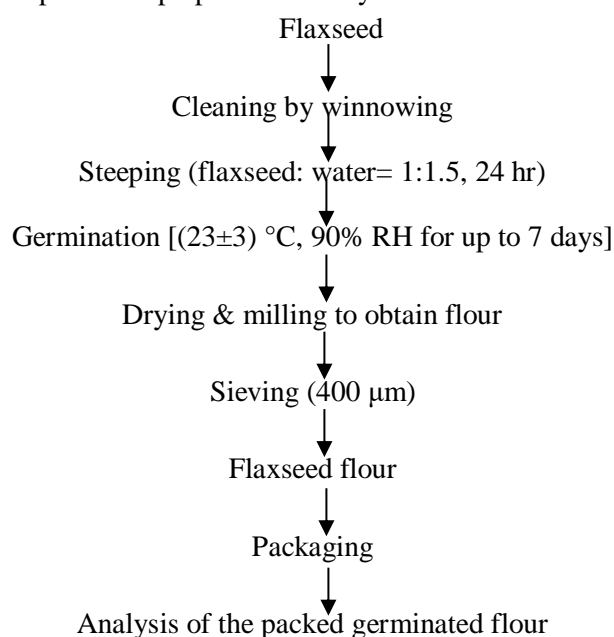 Flaxseed
Cleaning by winnowing
Steeping (flaxseed: water= 1:1.5, 24 hr)
Germination [(23±3) °C, 90% RH for up to 7 days]
Drying & milling to obtain flour
Sieving (400 μm)
Flaxseed flour
Packaging
Analysis of the packed germinated flour